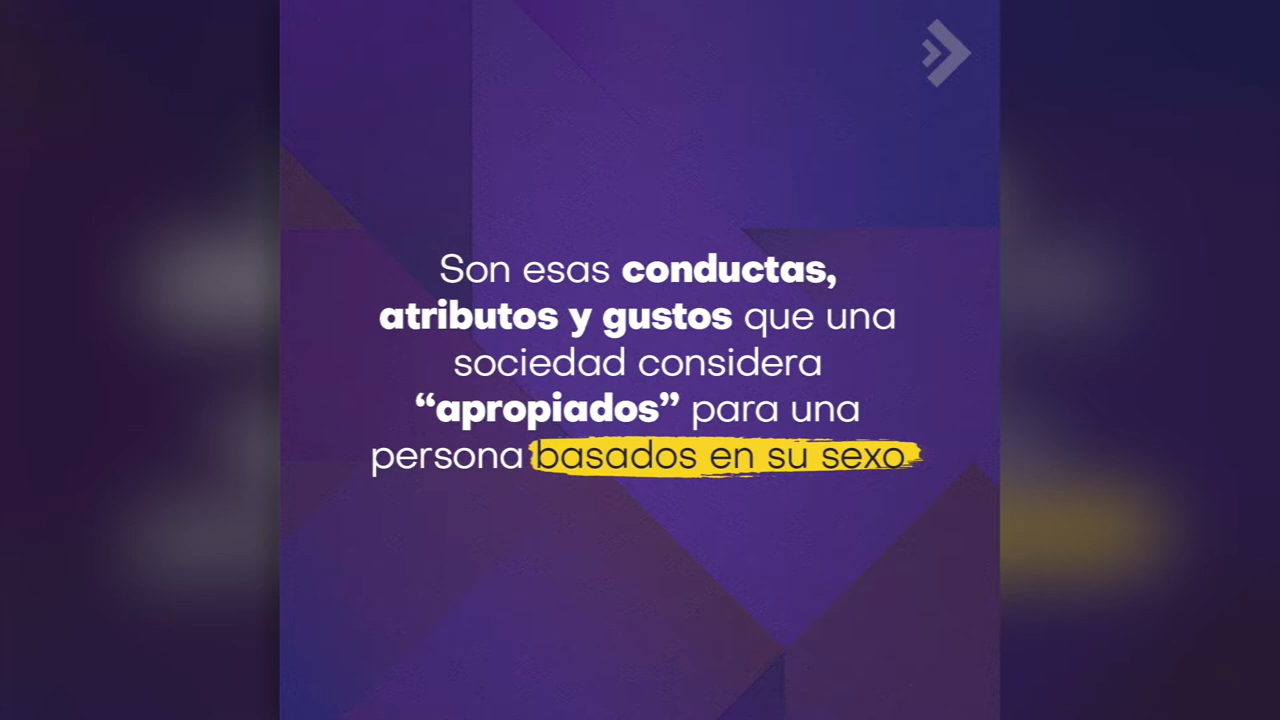 Son esas conductas,
atributos y gustos que una
sociedad considera
“apropiados” para una
persona basados en su sexo